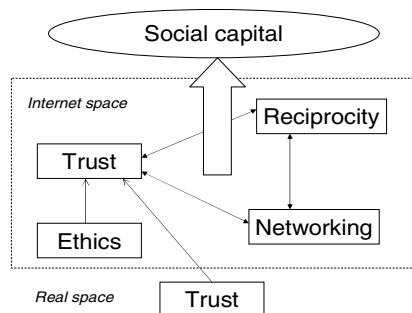 Social capital
Internet space
Reciprocity
Trust
Networking
Ethics
Real space
Trust